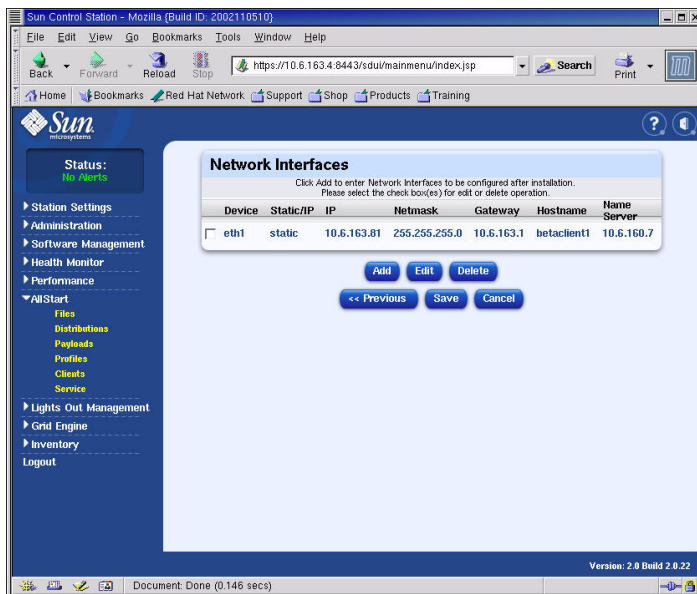 Sun Control Station - Mozilla {Build ID: 2002110510}
File Edit View Go Bookmarks Tools Window Help
Back Forward Reload Stop https://10.6.163.4:8443/sdui/mainmenu/index.jsp Search Print
Home Bookmarks Red Hat Network Support Shop Products Training
Sun
microsystems
Status:
No Alerts
Station Settings
Administration
Software Management
Health Monitor
Performance
AllStart
Files
Distributions
Payloads
Profiles
Clients
Service
Lights Out Management
Grid Engine
Inventory
Logout
Network Interfaces
Click Add to enter Network Interfaces to be configured after installation.
Please select the check box(es) for edit or delete operation.
Device Static/IP IP Netmask Gateway Hostname Name Server
eth1 static 10.6.163.81 255.255.255.0 10.6.163.1 betaclient1 10.6.160.7
Add Edit Delete
<< Previous Save Cancel
Version: 2.0 Build 2.0.22
Document: Done (0.146 secs)